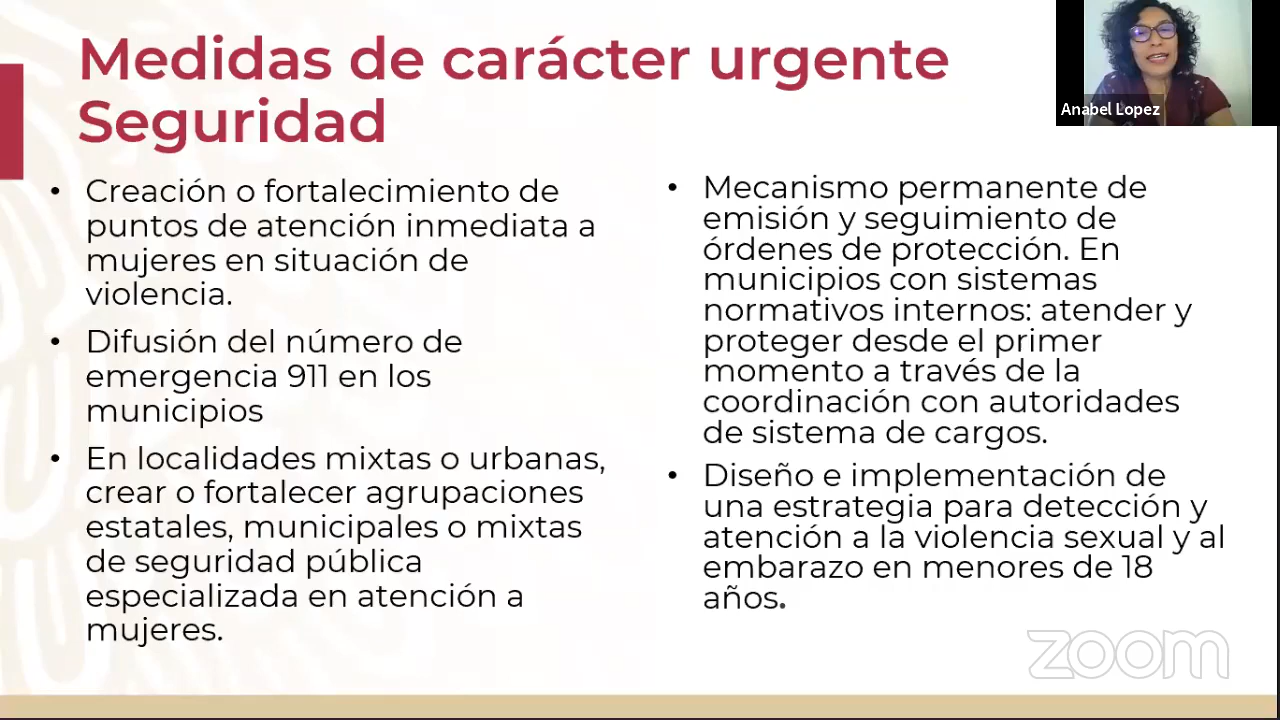 Medidas de carácter urgente
Seguridad
• Creación o fortalecimiento de
puntos de atención inmediata a
mujeres en situación de
violencia.
• Difusión del número de
emergencia 911 en los
municipios
• En localidades mixtas o urbanas,
crear o fortalecer agrupaciones
estatales, municipales o mixtas
de seguridad pública
especializada en atención a
mujeres.
• Mecanismo permanente de
emisión y seguimiento de
órdenes de protección. En
municipios con sistemas
normativos internos: atender y
proteger desde el primer
momento a través de la
coordinación con autoridades
de sistema de cargos.
• Diseño e implementación de
una estrategia para detección y
atención a la violencia sexual y al
embarazo en menores de 18
años.
Anabel Lopez
zoom